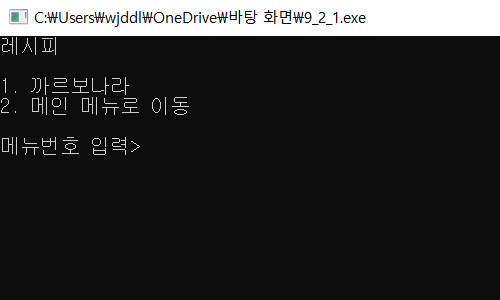 C:₩Users₩wjddl₩OneDrive₩바탕 화면₩9_2_1.exe
레시피
1. 까르보나라
2. 메인 메뉴로 이동
메뉴번호 입력>